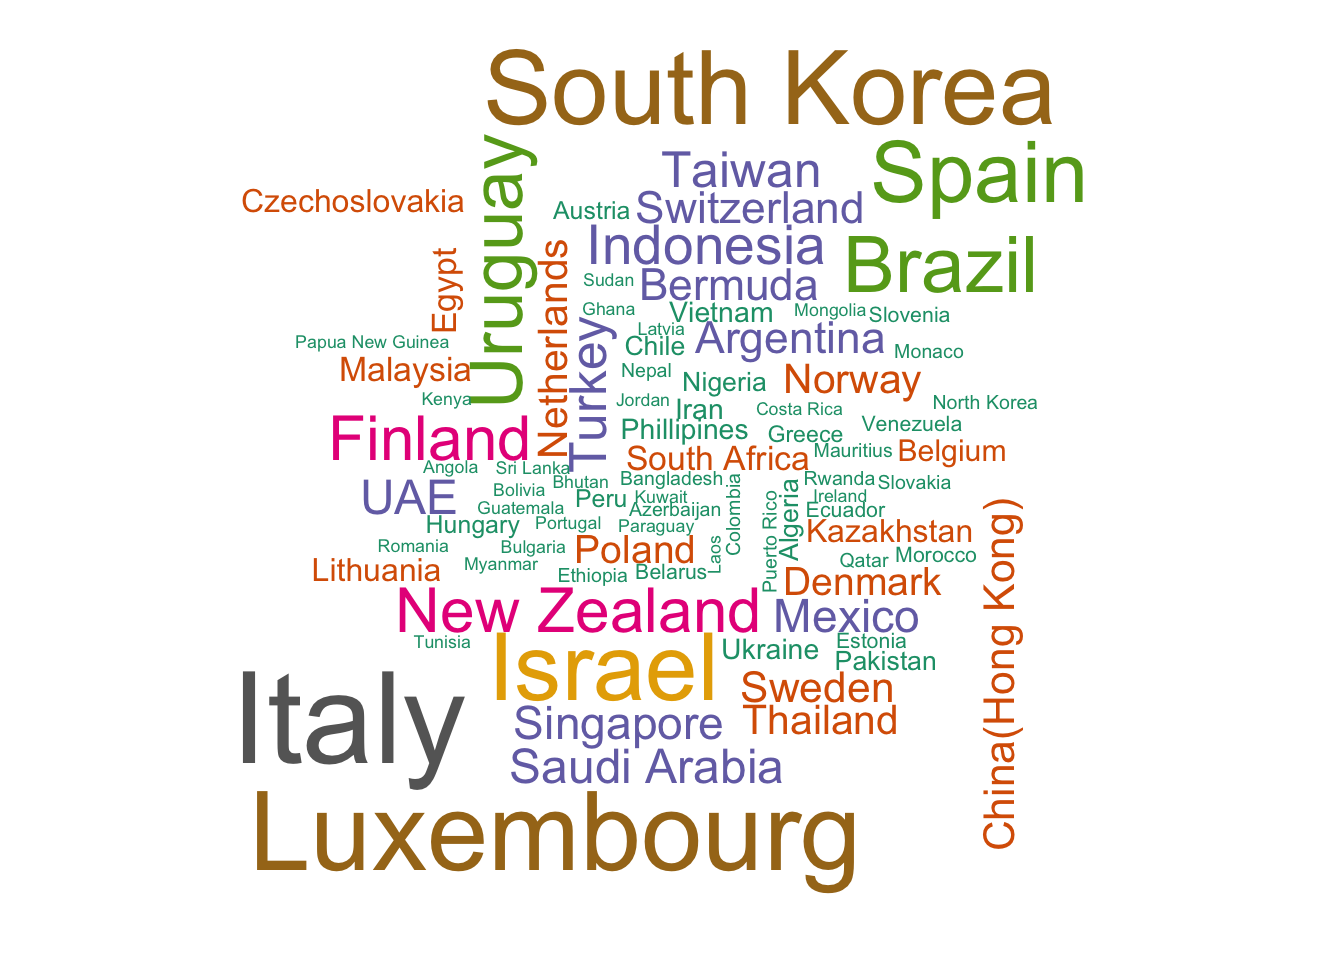 South Korea
Uruguay
Taiwan
Spain
Czechoslovakia
Austria
Switzerland
Indonesia
Brazil
Egypt
Netherlands
Sudan
Bermuda
Ghana
Vietnam
Mongolia
Slovenia
Latvia
Turkey
Papua New Guinea
Chile
Argentina
Monaco
Malaysia
Nepal
Nigeria
Norway
Kenya
Jordan
Iran
Costa Rica
North Korea
Finland
Phillipines
Greece
Venezuela
South Africa
Mauritius
Belgium
Angola
Sri Lanka
Bhutan
Bangladesh
Rwanda
Slovakia
UAE
Bolivia
Peru
Kuwait
Colombia
Puerto Rico
Algeria
Ireland
Guatemala
Azerbaijan
Ecuador
Hungary
Portugal
Paraguay
Kazakhstan
China(Hong Kong)
Romania
Bulgaria
Poland
Laos
Qatar
Morocco
Lithuania
Myanmar
Ethiopia
Belarus
Denmark
New Zealand
Mexico
Tunisia
Israel
Ukraine
Estonia
Pakistan
Italy
Sweden
Singapore
Thailand
Saudi Arabia
Luxembourg